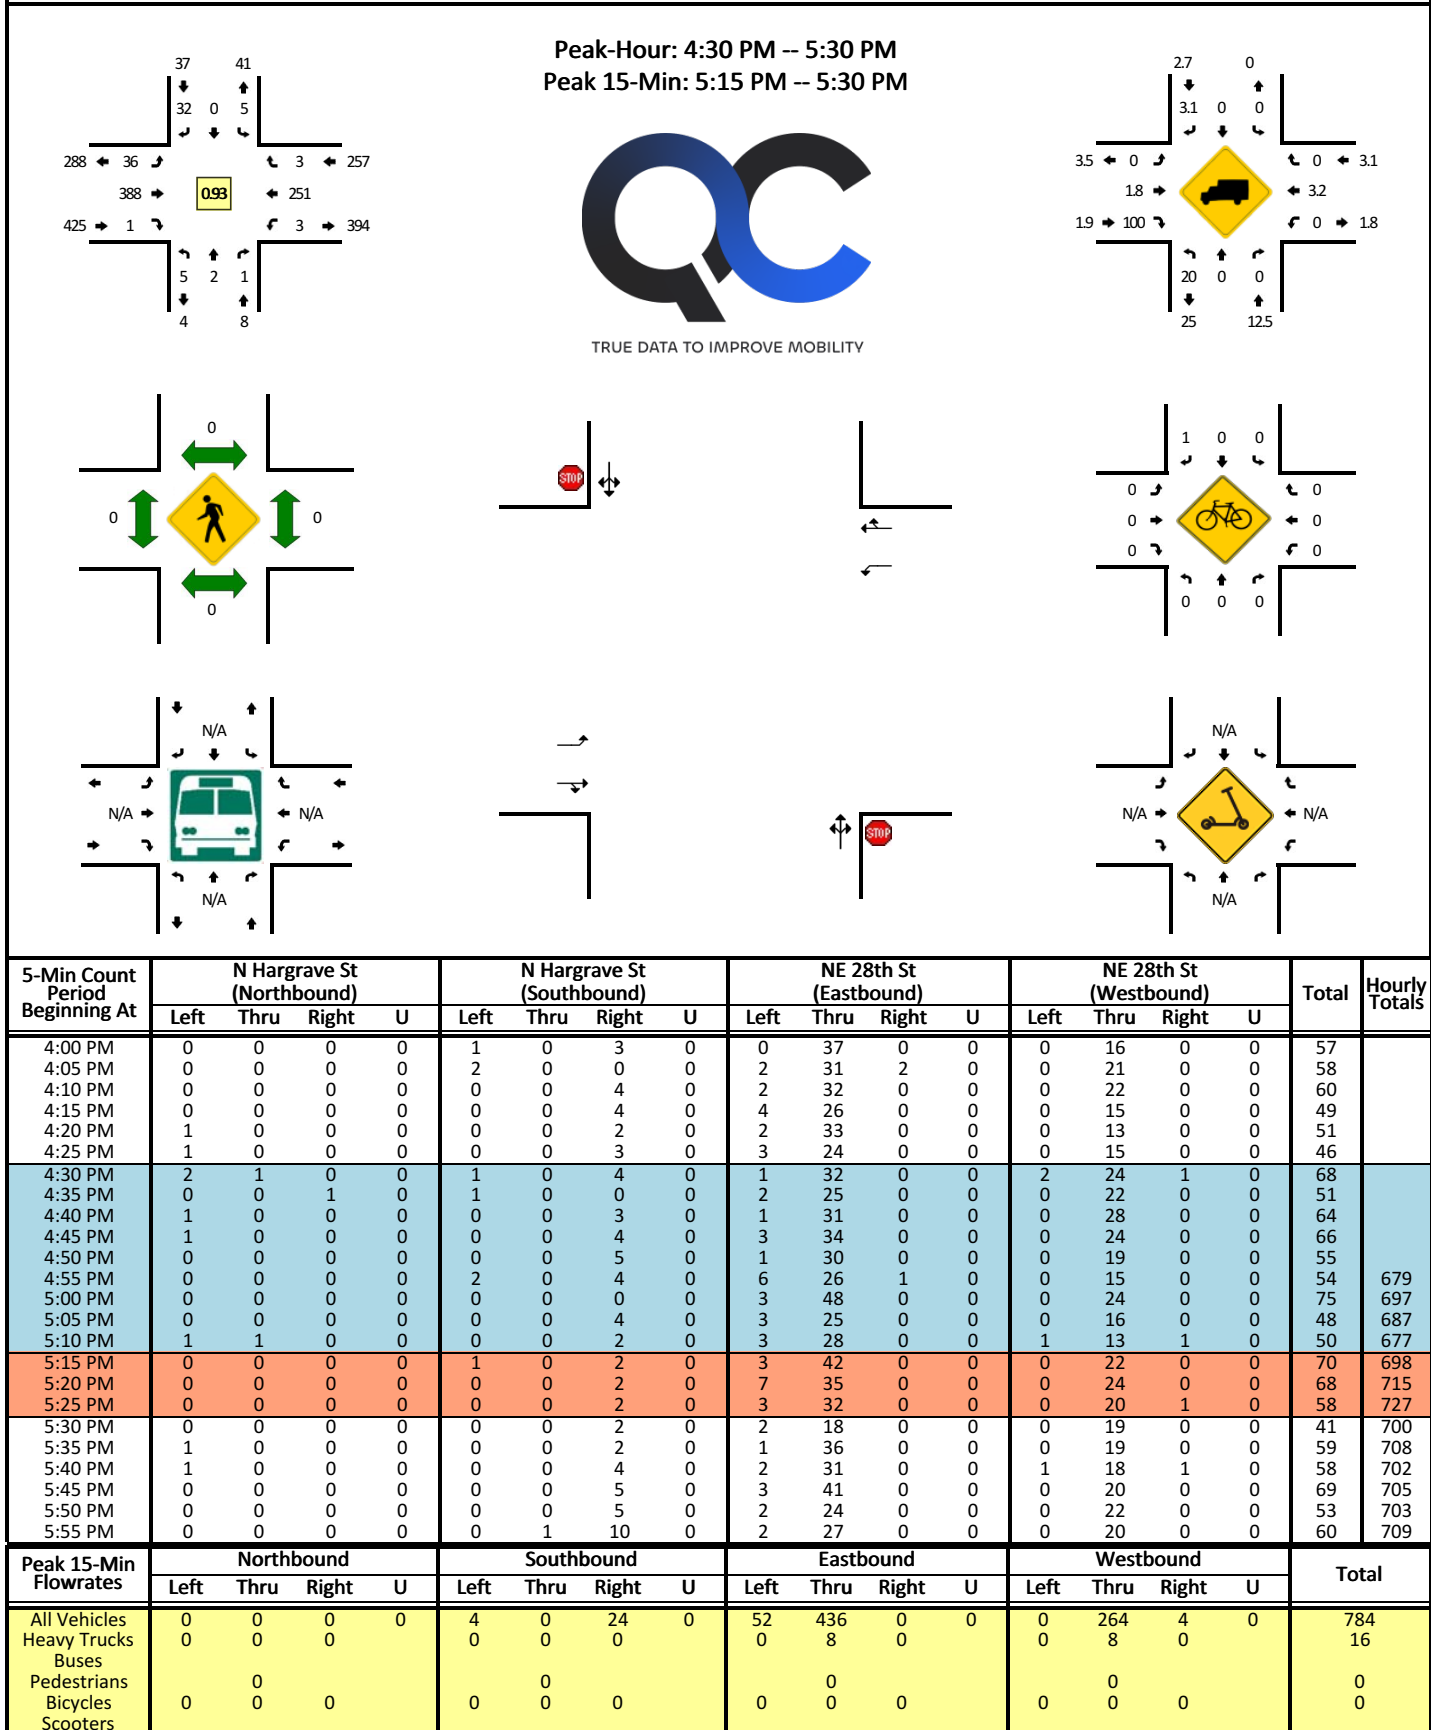 Peak-Hour: 4:30 PM -- 5:30 PM
Peak 15-Min: 5:15 PM -- 5:30 PM
37 41
32 0 5
288 36 3 257
388 0.93 251
425 1 3 394
5 2 1
4 8
TRUE DATA TO IMPROVE MOBILITY
2.7 0
3.1 0 0
3.5 0 0 3.1
1.8 3.2
1.9 100 0 1.8
20 0 0
25 12.5
0
0 0
0
STOP
STOP
1 0 0
0 0
0 0
0 0
0 0 0
N/A
N/A N/A
N/A
N/A
N/A N/A
N/A
5-Min Count Period Beginning At N Hargrave St (Northbound) N Hargrave St (Southbound) NE 28th St (Eastbound) NE 28th St (Westbound) Total Hourly Totals
Left Thru Right U Left Thru Right U Left Thru Right U Left Thru Right U
4:00 PM 0 0 0 0 1 0 3 0 0 37 0 0 0 16 0 0 57
4:05 PM 0 0 0 0 2 0 0 0 2 31 2 0 0 21 0 0 58
4:10 PM 0 0 0 0 0 0 4 0 2 32 0 0 0 22 0 0 60
4:15 PM 0 0 0 0 0 0 4 0 4 26 0 0 0 15 0 0 49
4:20 PM 1 0 0 0 0 0 2 0 2 33 0 0 0 13 0 0 51
4:25 PM 1 0 0 0 0 0 3 0 3 24 0 0 0 15 0 0 46
4:30 PM 2 1 0 0 1 0 4 0 1 32 0 0 2 24 1 0 68
4:35 PM 0 0 1 0 1 0 0 0 2 25 0 0 0 22 0 0 51
4:40 PM 1 0 0 0 0 0 3 0 1 31 0 0 0 28 0 0 64
4:45 PM 1 0 0 0 0 0 4 0 3 34 0 0 0 24 0 0 66
4:50 PM 0 0 0 0 0 0 5 0 1 30 0 0 0 19 0 0 55
4:55 PM 0 0 0 0 2 0 4 0 6 26 1 0 0 15 0 0 54 679
5:00 PM 0 0 0 0 0 0 0 0 3 48 0 0 0 24 0 0 75 697
5:05 PM 0 0 0 0 0 0 4 0 3 25 0 0 0 16 0 0 48 687
5:10 PM 1 1 0 0 0 0 2 0 3 28 0 0 1 13 1 0 50 677
5:15 PM 0 0 0 0 1 0 2 0 3 42 0 0 0 22 0 0 70 698
5:20 PM 0 0 0 0 0 0 2 0 7 35 0 0 0 24 0 0 68 715
5:25 PM 0 0 0 0 0 0 2 0 3 32 0 0 0 20 1 0 58 727
5:30 PM 0 0 0 0 0 0 2 0 2 18 0 0 0 19 0 0 41 700
5:35 PM 1 0 0 0 0 0 2 0 1 36 0 0 0 19 0 0 59 708
5:40 PM 1 0 0 0 0 0 4 0 2 31 0 0 1 18 1 0 58 702
5:45 PM 0 0 0 0 0 0 5 0 3 41 0 0 0 20 0 0 69 705
5:50 PM 0 0 0 0 0 0 5 0 2 24 0 0 0 22 0 0 53 703
5:55 PM 0 0 0 0 0 1 10 0 2 27 0 0 0 20 0 0 60 709
Peak 15-Min Flowrates Northbound Southbound Eastbound Westbound Total
Left Thru Right U Left Thru Right U Left Thru Right U Left Thru Right U
All Vehicles 0 0 0 0 4 0 24 0 52 436 0 0 0 264 4 0 784
Heavy Trucks 0 0 0 0 0 0 0 8 0 0 8 0 16
Buses
Pedestrians 0 0 0 0 0
Bicycles 0 0 0 0 0 0 0 0 0 0 0 0 0
Scooters